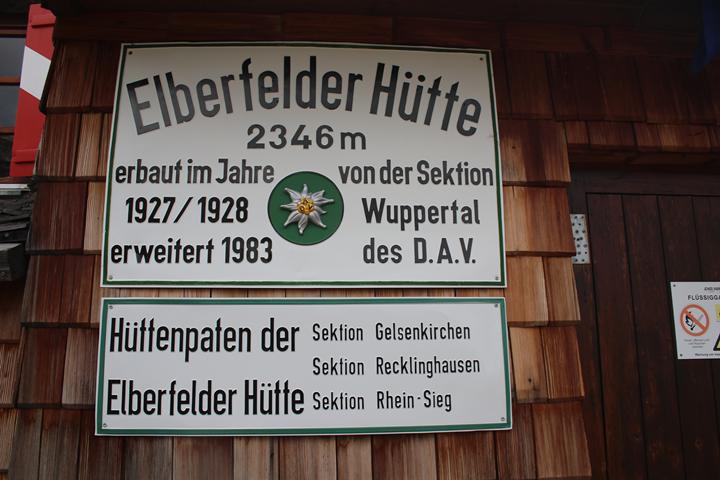 Elberfelder Hütte
2346 m
erbaut im Jahre von der Sektion
1927/1928 Wuppertal
erweitert 1983 des D.A.V.
Hüttenpaten der Sektion Gelsenkirchen
Sektion Recklinghausen
Elberfelder Hütte Sektion Rhein-Sieg